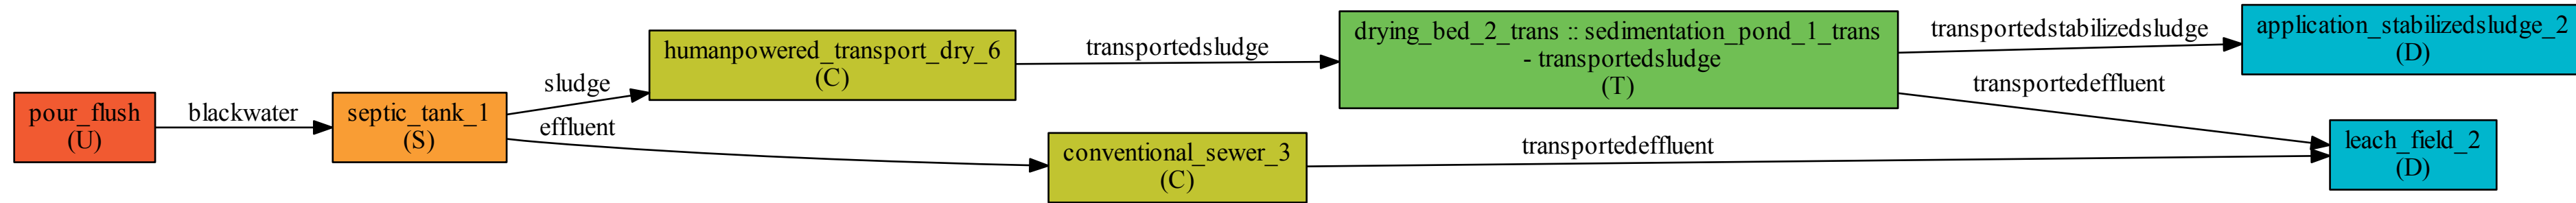 pour_flush
(U)
blackwater
septic_tank_1
(S)
sludge
effluent
humanpowered_transport_dry_6
(C)
transportedsludge
conventional_sewer_3
(C)
transportedeffluent
drying_bed_2_trans :: sedimentation_pond_1_trans
- transportedsludge
(T)
transportedstabilizedsludge
transportedeffluent
application_stabilizedsludge_2
(D)
leach_field_2
(D)